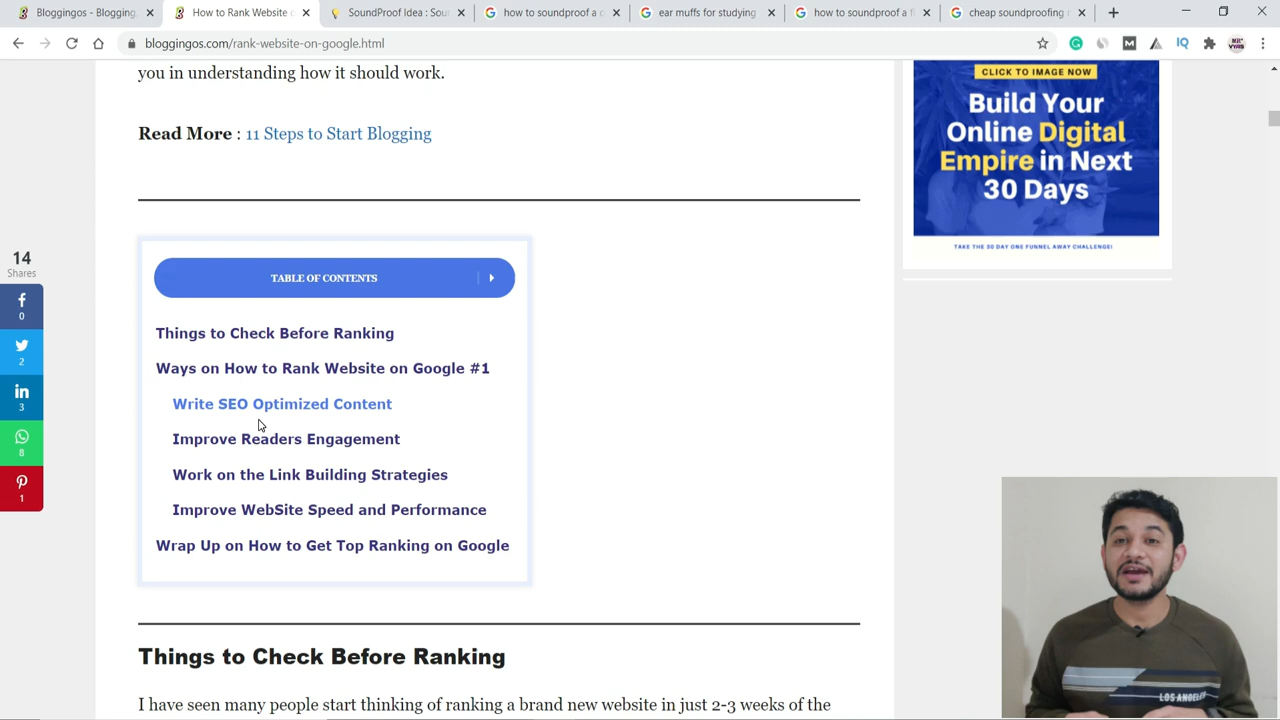 Bloggingos - Blogging,
How to Rank Website on
SoundProof Idea : Soun
how to soundproof a c
ear muffs for studying
how to soundproof a fl
cheap soundproofing m
bloggingos.com/rank-website-on-google.html
you in understanding how it should work.
Read More : 11 Steps to Start Blogging
CLICK TO IMAGE NOW
Build Your
Online Digital
Empire in Next
30 Days
TAKE THE 30 DAY ONE FUNNEL AWAY CHALLENGE!
14
Shares
0
2
3
8
1
TABLE OF CONTENTS
Things to Check Before Ranking
Ways on How to Rank Website on Google #1
Write SEO Optimized Content
Improve Readers Engagement
Work on the Link Building Strategies
Improve WebSite Speed and Performance
Wrap Up on How to Get Top Ranking on Google
Things to Check Before Ranking
I have seen many people start thinking of ranking a brand new website in just 2-3 weeks of the
LOS ANGELES